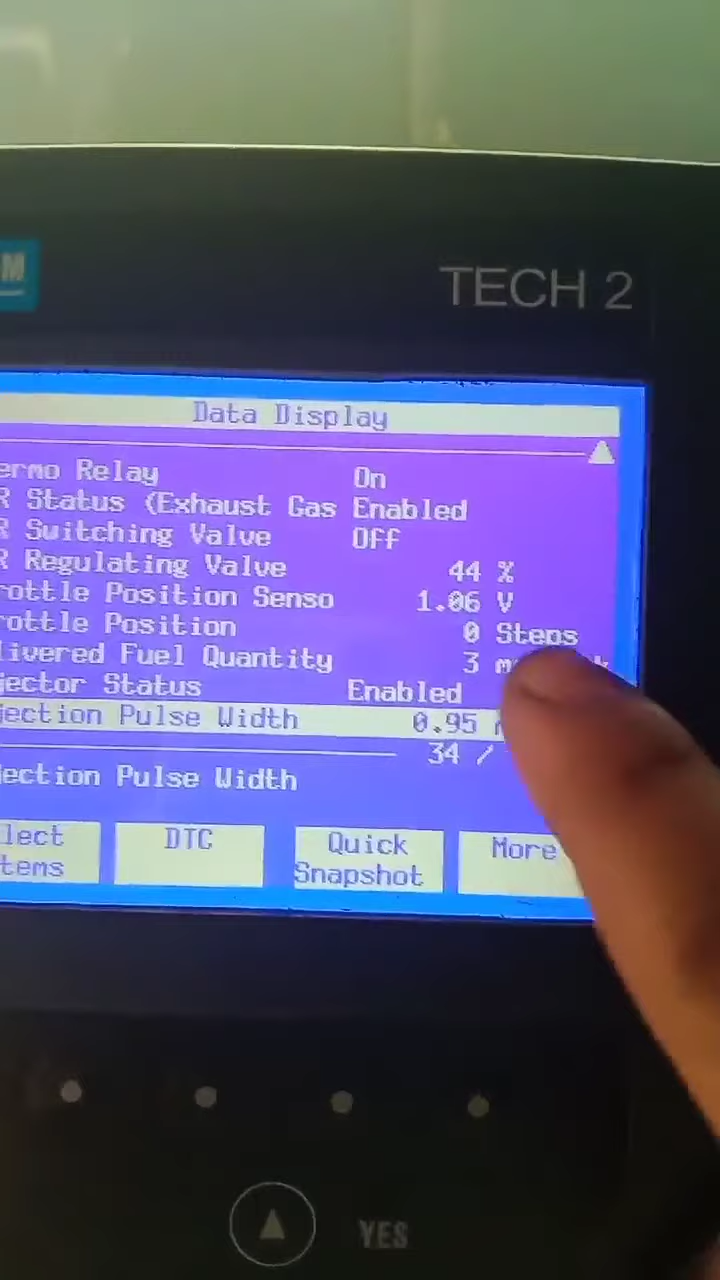 M
TECH 2
Data Display
ermo Relay On
R Status (Exhaust Gas Enabled
R Switching Valve Off
R Regulating Valve 44 %
rottle Position Senso 1.06 V
rottle Position 0 Steps
livered Fuel Quantity 3
jector Status Enabled
jection Pulse Width 0.95
34 /
jection Pulse Width
lect tems
DTC
Quick Snapshot
More
YES